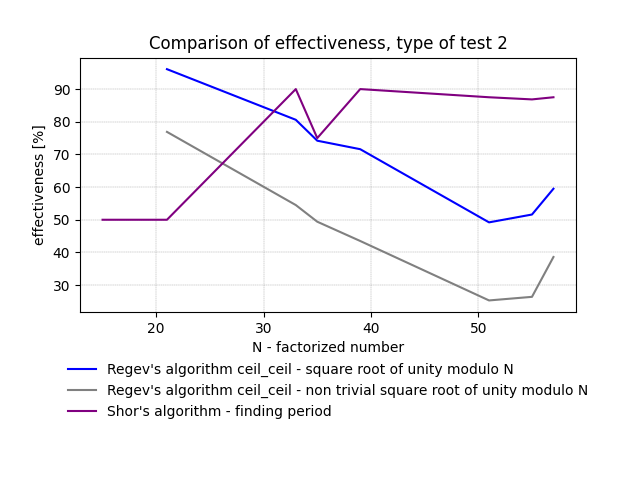 Comparison of effectiveness, type of test 2
effectiveness [%]
90
80
70
60
50
40
30
20 30 40 50
N - factorized number
Regev's algorithm ceil_ceil - square root of unity modulo N
Regev's algorithm ceil_ceil - non trivial square root of unity modulo N
Shor's algorithm - finding period